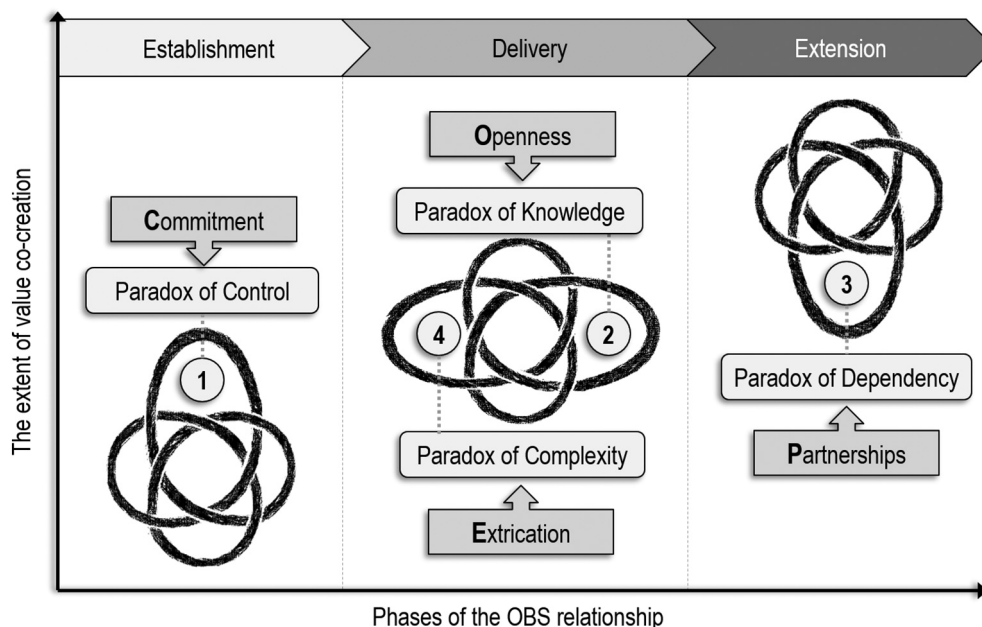 Establishment
Delivery
Extension
The extent of value co-creation
Commitment
Paradox of Control
1
Openness
Paradox of Knowledge
4
2
Paradox of Complexity
Extrication
3
Paradox of Dependency
Partnerships
Phases of the OBS relationship